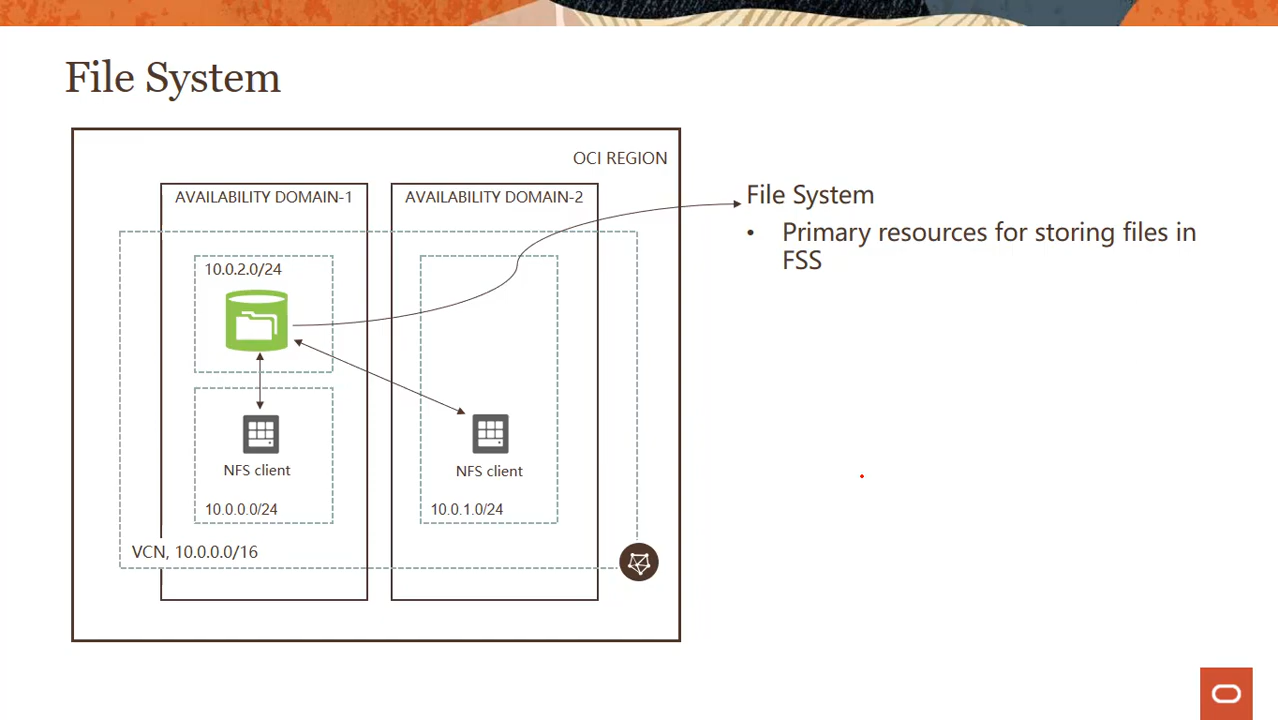 File System
OCI REGION
AVAILABILITY DOMAIN-1
AVAILABILITY DOMAIN-2
10.0.2.0/24
NFS client
10.0.0.0/24
NFS client
10.0.1.0/24
VCN, 10.0.0.0/16
File System
• Primary resources for storing files in
FSS